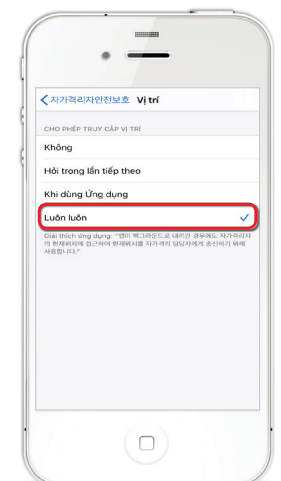 자가격리자안전보호 Vị trí
CHO PHÉP TRUY CẬP VỊ TRÍ
Không
Hỏi trong lần tiếp theo
Khi dùng Ứng dụng
Luôn luôn
Giải thích ứng dụng: "앱이 백그라운드로 내려간 경우에도 자가격리자
의 현재위치에 접근하여 현재위치를 자가격리 담당자에게 송신하기 위해
사용합니다."